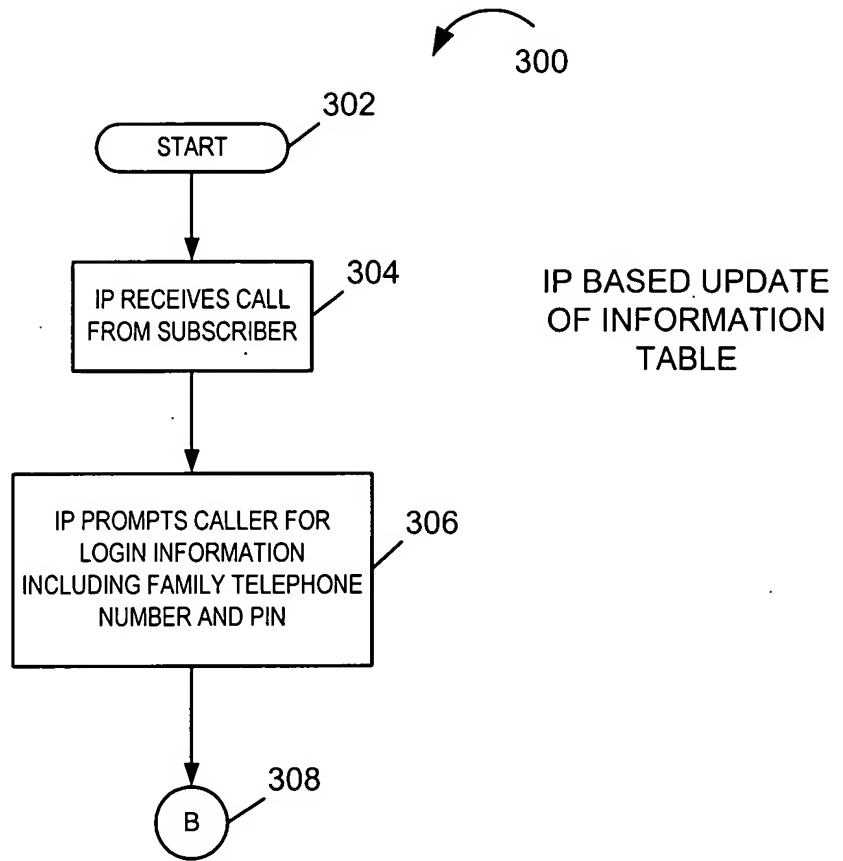 300
302
START
304
IP RECEIVES CALL
FROM SUBSCRIBER
IP BASED UPDATE
OF INFORMATION
TABLE
306
IP PROMPTS CALLER FOR
LOGIN INFORMATION
INCLUDING FAMILY TELEPHONE
NUMBER AND PIN
308
B